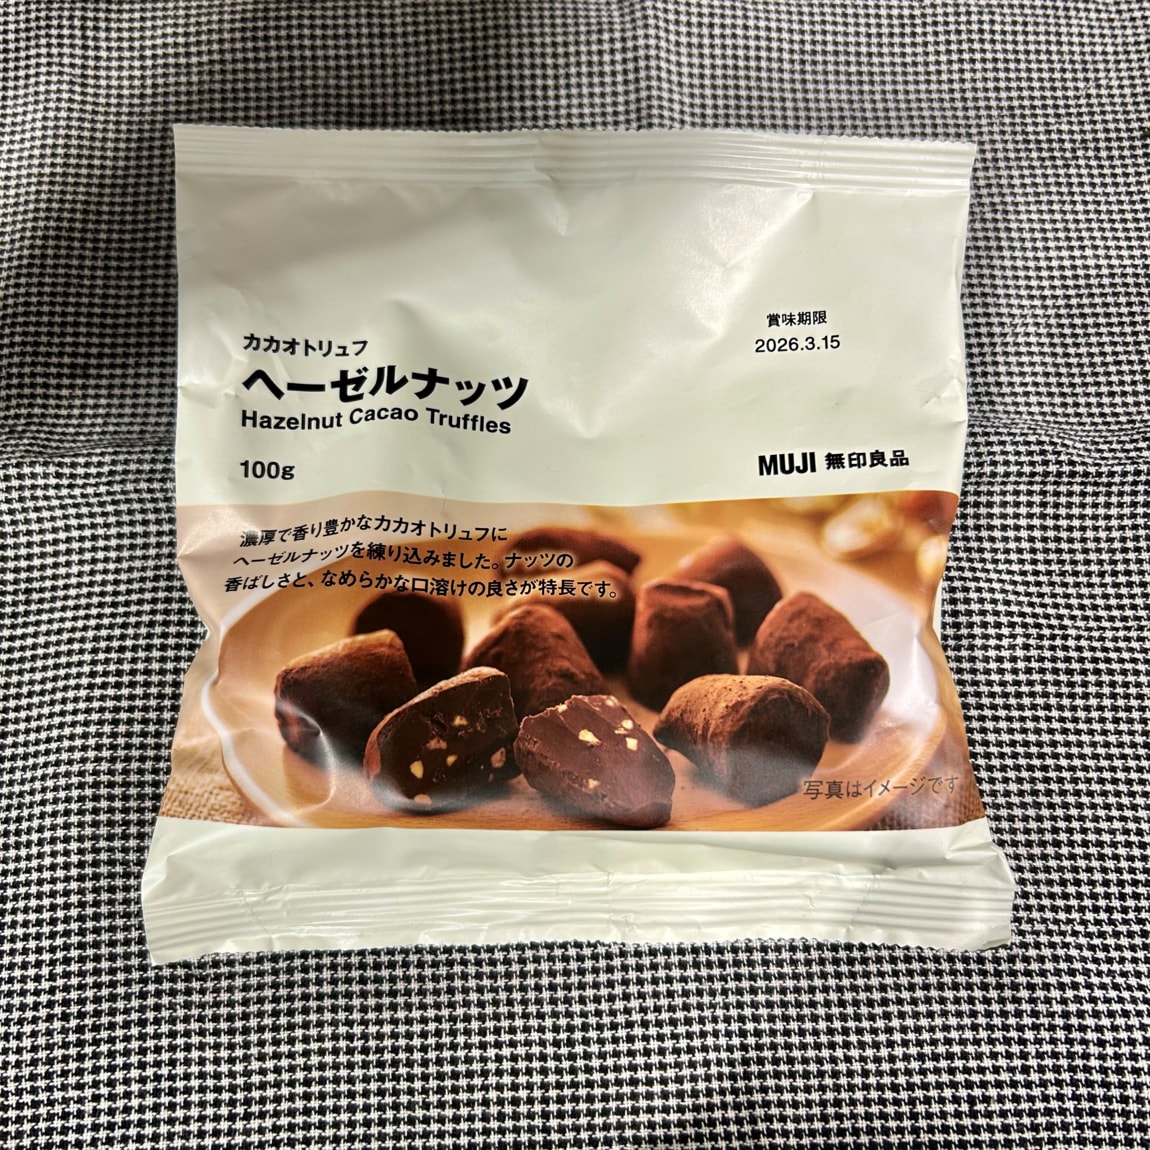 賞味期限
2026.3.15
カカオトリュフ
ヘーゼルナッツ
Hazelnut Cacao Truffles
100g
MUJI 無印良品
濃厚で香り豊かなカカオトリュフに
ヘーゼルナッツを練り込みました。ナッツの
香ばしさと、なめらかな口溶けの良さが特長です。
写真はイメージです